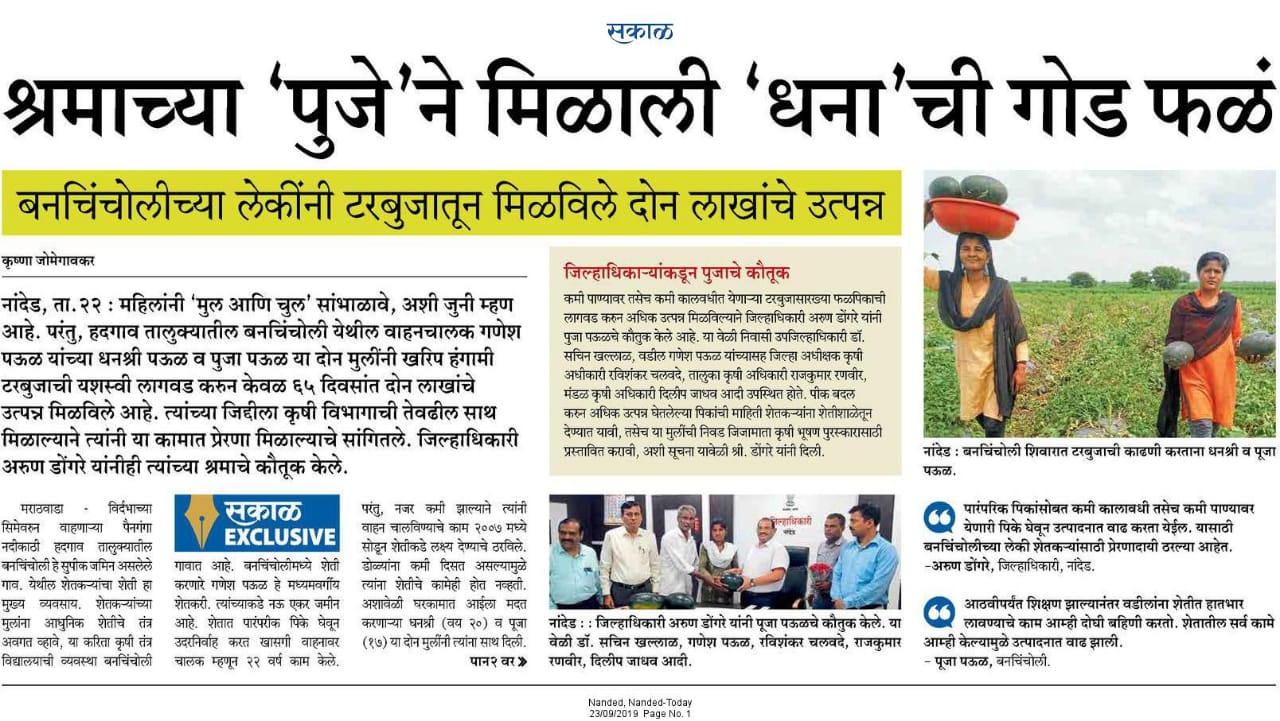 सकाळ
श्रमाच्या ‘पुजे’ने मिळाली ‘धना’ची गोड फळं
बनचिंचोलीच्या लेकींनी टरबुजातून मिळविले दोन लाखांचे उत्पन्न
कृष्णा जोमेगावकर
नांदेड, ता.२२ : महिलांनी ‘मुल आणि चुल’ सांभाळावे, अशी जुनी म्हण
आहे. परंतु, हदगाव तालुक्यातील बनचिंचोली येथील वाहनचालक गणेश
पऊळ यांच्या धनश्री पऊळ व पुजा पऊळ या दोन मुलींनी खरिप हंगामी
टरबुजाची यशस्वी लागवड करुन केवळ ६५ दिवसांत दोन लाखांचे
उत्पन्न मिळविले आहे. त्यांच्या जिद्दीला कृषी विभागाची तेवढील साथ
मिळाल्याने त्यांनी या कामात प्रेरणा मिळाल्याचे सांगितले. जिल्हाधिकारी
अरुण डोंगरे यांनीही त्यांच्या श्रमाचे कौतूक केले.
मराठवाडा - विर्दभाच्या
सिमेवरुन वाहणाऱ्या पैनगंगा
नदीकाठी हदगाव तालुक्यातील
बनचिंचोली हे सुपीक जमिन असलेले
गाव. येथील शेतकऱ्यांचा शेती हा
मुख्य व्यवसाय. शेतकऱ्यांच्या
मुलांना आधुनिक शेतीचे तंत्र
अवगत व्हावे, या करिता कृषी तंत्र
विद्यालयाची व्यवस्था बनचिंचोली
सकाळ
EXCLUSIVE
गावात आहे. बनचिंचोलीमध्ये शेती
करणारे गणेश पऊळ हे मध्यमवर्गीय
शेतकरी. त्यांच्याकडे नऊ एकर जमीन
आहे. शेतात पारंपरीक पिके घेवून
उदरनिर्वाह करत खासगी वाहनावर
चालक म्हणून २२ वर्ष काम केले.
परंतु, नजर कमी झाल्याने त्यांनी
वाहन चालविण्याचे काम २००७ मध्ये
सोडून शेतीकडे लक्ष्य देण्याचे ठरविले.
डोळ्यांना कमी दिसत असल्यामुळे
त्यांना शेतीचे कामेही होत नव्हती.
अशावेळी घरकामात आईला मदत
करणाऱ्या धनश्री (वय २०) व पूजा
(१७) या दोन मुलींनी त्यांना साथ दिली.
पान२ वर
जिल्हाधिकाऱ्यांकडून पुजाचे कौतूक
कमी पाण्यावर तसेच कमी कालवधीत येणाऱ्या टरबुजासारख्या फळपिकाची
लागवड करुन अधिक उत्पन्न मिळविल्याने जिल्हाधिकारी अरुण डोंगरे यांनी
पुजा पऊळचे कौतूक केले आहे. या वेळी निवासी उपजिल्हाधिकारी डॉ.
सचिन खल्लाळ, वडील गणेश पऊळ यांच्यासह जिल्हा अधीक्षक कृषी
अधीकारी रविशंकर चलवदे, तालुका कृषी अधिकारी राजकुमार रणवीर,
मंडळ कृषी अधिकारी दिलीप जाधव आदी उपस्थित होते. पीक बदल
करुन अधिक उत्पन घेतलेल्या पिकांची माहिती शेतकऱ्यांना शेतीशाळेतून
देण्यात यावी, तसेच या मुलींची निवड जिजामाता कृषी भूषण पुरस्कारासाठी
प्रस्तावित करावी, अशी सूचना यावेळी श्री. डोंगरे यांनी दिली.
जिल्हाधिकारी
नांदेड
नांदेड : : जिल्हाधिकारी अरुण डोंगरे यांनी पूजा पऊळचे कौतूक केले. या
वेळी डॉ. सचिन खल्लाळ, गणेश पऊळ, रविशंकर चलवदे, राजकुमार
रणवीर, दिलीप जाधव आदी.
नांदेड : बनचिंचोली शिवारात टरबुजाची काढणी करताना धनश्री व पूजा
पऊळ.
पारंपरिक पिकांसोबत कमी कालावधी तसेच कमी पाण्यावर
येणारी पिके घेवून उत्पादनात वाढ करता येईल. यासाठी
बनचिंचोलीच्या लेकी शेतकऱ्यांसाठी प्रेरणादायी ठरल्या आहेत.
–अरुण डोंगरे, जिल्हाधिकारी, नांदेड.
आठवीपर्यंत शिक्षण झाल्यानंतर वडीलांना शेतीत हातभार
लावण्याचे काम आम्ही दोघी बहिणी करतो. शेतातील सर्व कामे
आम्ही केल्यामुळे उत्पादनात वाढ झाली.
– पूजा पऊळ, बनचिंचोली.
Nanded, Nanded-Today
23/09/2019 Page No. 1